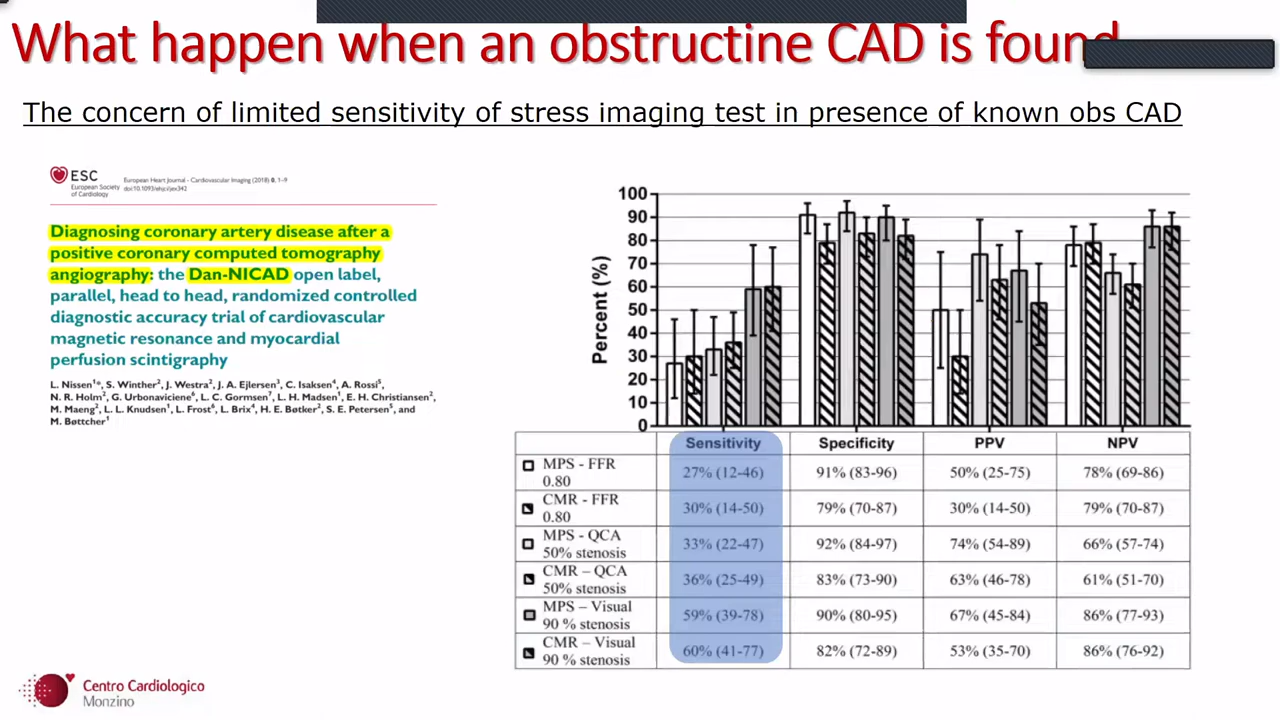 What happen when an obstructine CAD is found
The concern of limited sensitivity of stress imaging test in presence of known obs CAD
ESC
European Society
of Cardiology
European Heart Journal - Cardiovascular Imaging (2018) 0, 1–9
doi:10.1093/ehjci/jex342
Diagnosing coronary artery disease after a
positive coronary computed tomography
angiography: the Dan-NICAD open label,
parallel, head to head, randomized controlled
diagnostic accuracy trial of cardiovascular
magnetic resonance and myocardial
perfusion scintigraphy
L. Nissen1*, S. Winther2, J. Westra2, J. A. Ejlersen3, C. Isaksen4, A. Rossi5,
N. R. Holm2, G. Urbonaviciene6, L. C. Gormsen7, L. H. Madsen1, E. H. Christiansen2,
M. Maeng2, L. L. Knudsen1, L. Frost6, L. Brix4, H. E. Bøtker2, S. E. Petersen5, and
M. Bøttcher1
Percent (%)
100
90
80
70
60
50
40
30
20
10
0
Sensitivity Specificity PPV NPV
MPS - FFR
0.80
27% (12-46) 91% (83-96) 50% (25-75) 78% (69-86)
CMR - FFR
0.80
30% (14-50) 79% (70-87) 30% (14-50) 79% (70-87)
MPS - QCA
50% stenosis
33% (22-47) 92% (84-97) 74% (54-89) 66% (57-74)
CMR – QCA
50% stenosis
36% (25-49) 83% (73-90) 63% (46-78) 61% (51-70)
MPS – Visual
90 % stenosis
59% (39-78) 90% (80-95) 67% (45-84) 86% (77-93)
CMR – Visual
90 % stenosis
60% (41-77) 82% (72-89) 53% (35-70) 86% (76-92)
Centro Cardiologico
Monzino